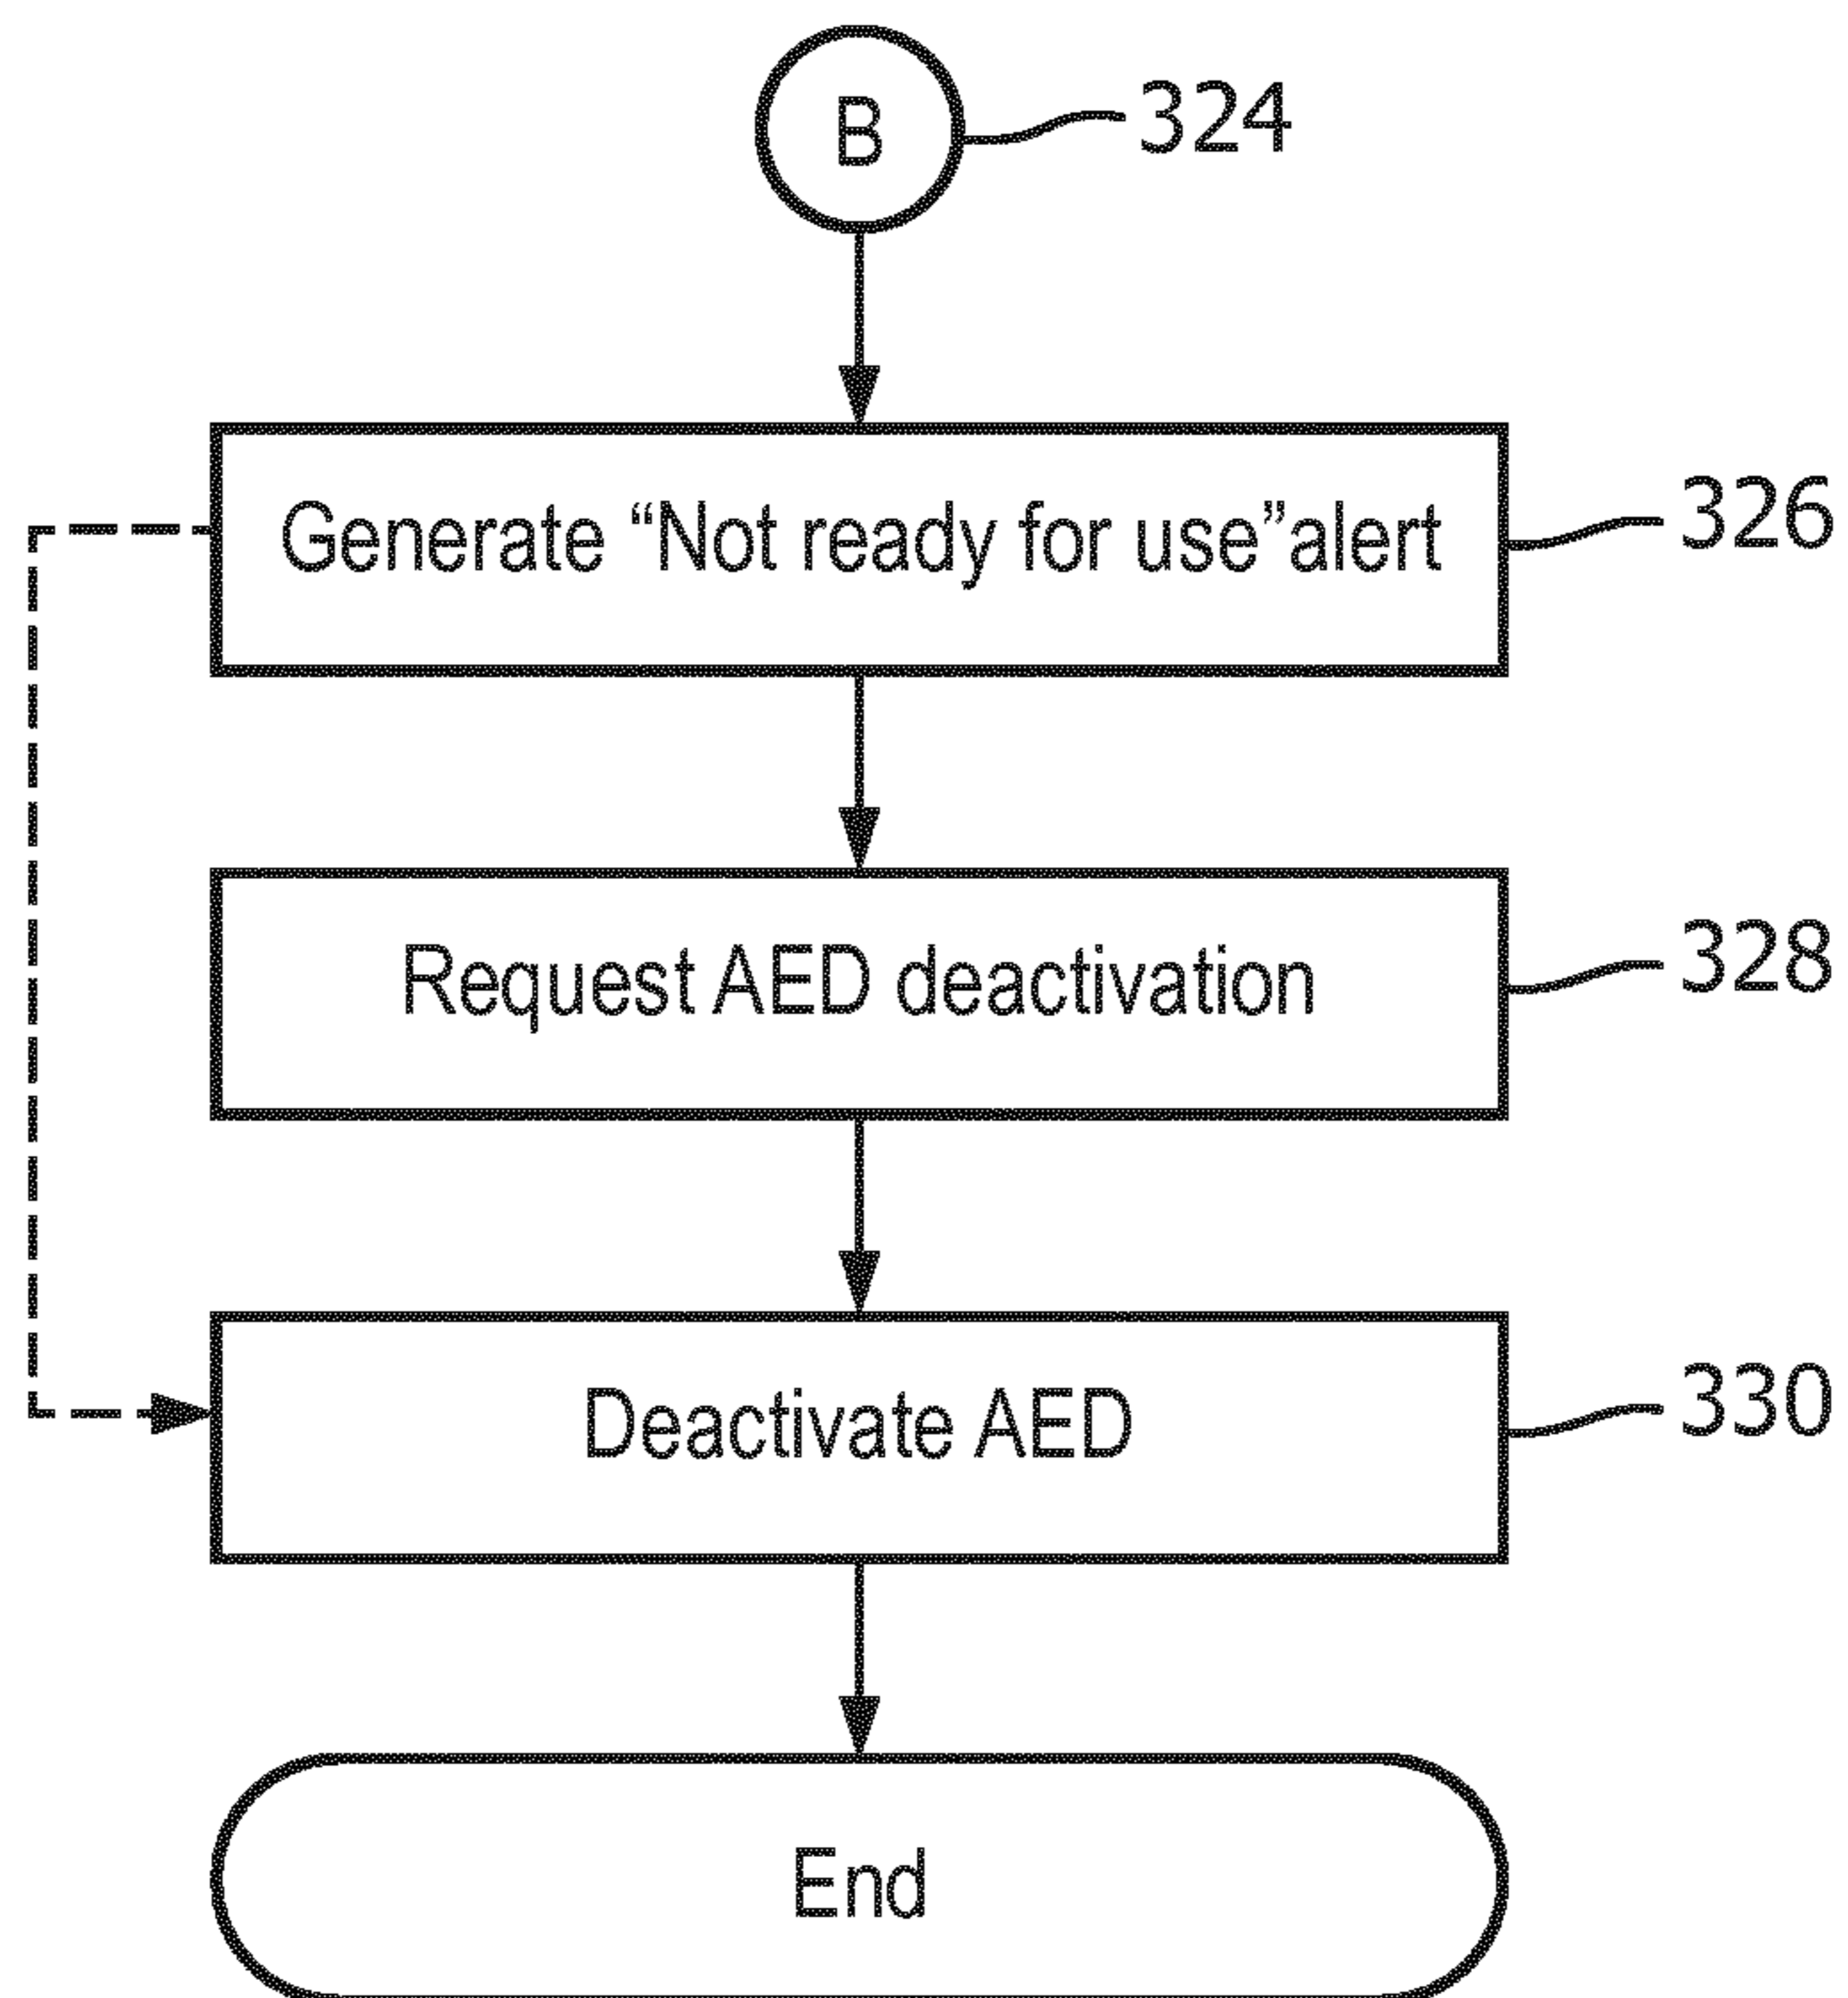 B
324
Generate “Not ready for use”alert
326
Request AED deactivation
328
Deactivate AED
330
End